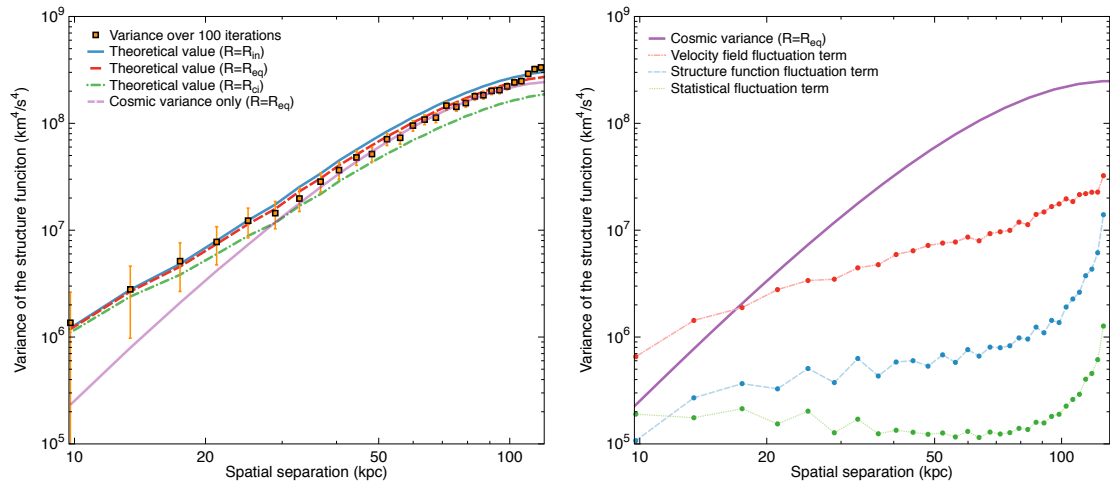 10⁹
10⁸
10⁷
10⁶
10⁵
Variance of the structure function (km⁴/s⁴)
Variance over 100 iterations
Theoretical value (R=Rᵢₙ)
Theoretical value (R=R_eq)
Theoretical value (R=R_ci)
Cosmic variance only (R=R_eq)
10
20
50
100
Spatial separation (kpc)
10⁹
10⁸
10⁷
10⁶
10⁵
Variance of the structure function (km⁴/s⁴)
Cosmic variance (R=R_eq)
Velocity field fluctuation term
Structure function fluctuation term
Statistical fluctuation term
10
20
50
100
Spatial separation (kpc)